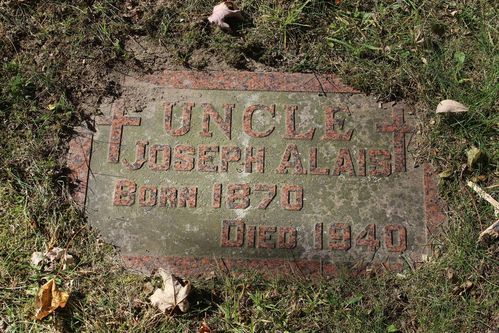 UNCLE
JOSEPH ALAIS
BORN 1870
DIED 1940